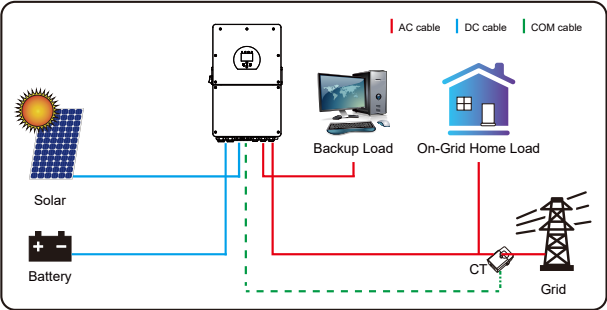 AC cable
DC cable
COM cable
Backup Load
On-Grid Home Load
Solar
Battery
CT
Grid